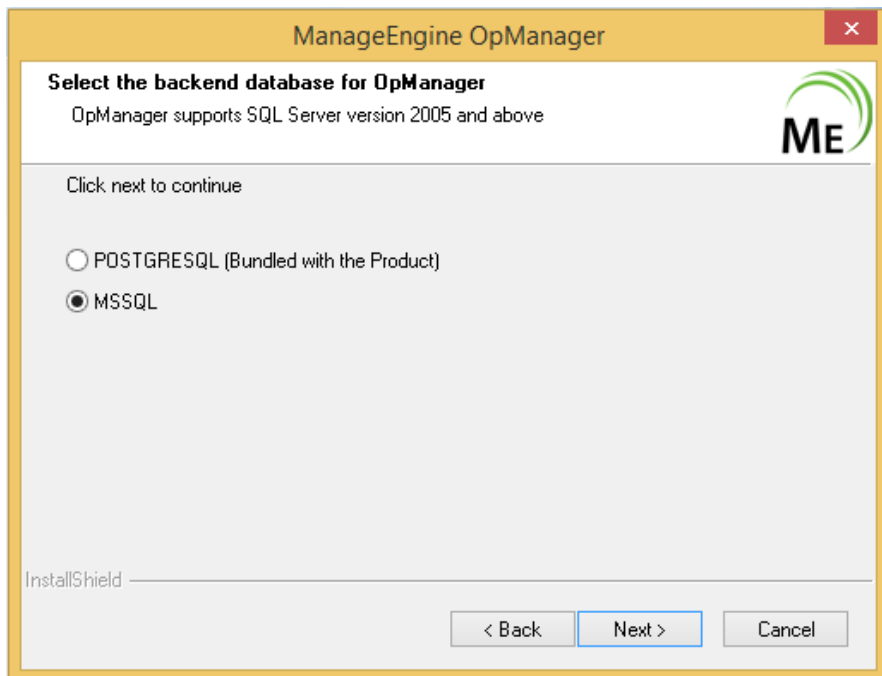 ManageEngine OpManager
Select the backend database for OpManager
OpManager supports SQL Server version 2005 and above
ME
Click next to continue
POSTGRESQL (Bundled with the Product)
MSSQL
InstallShield
< Back Next > Cancel